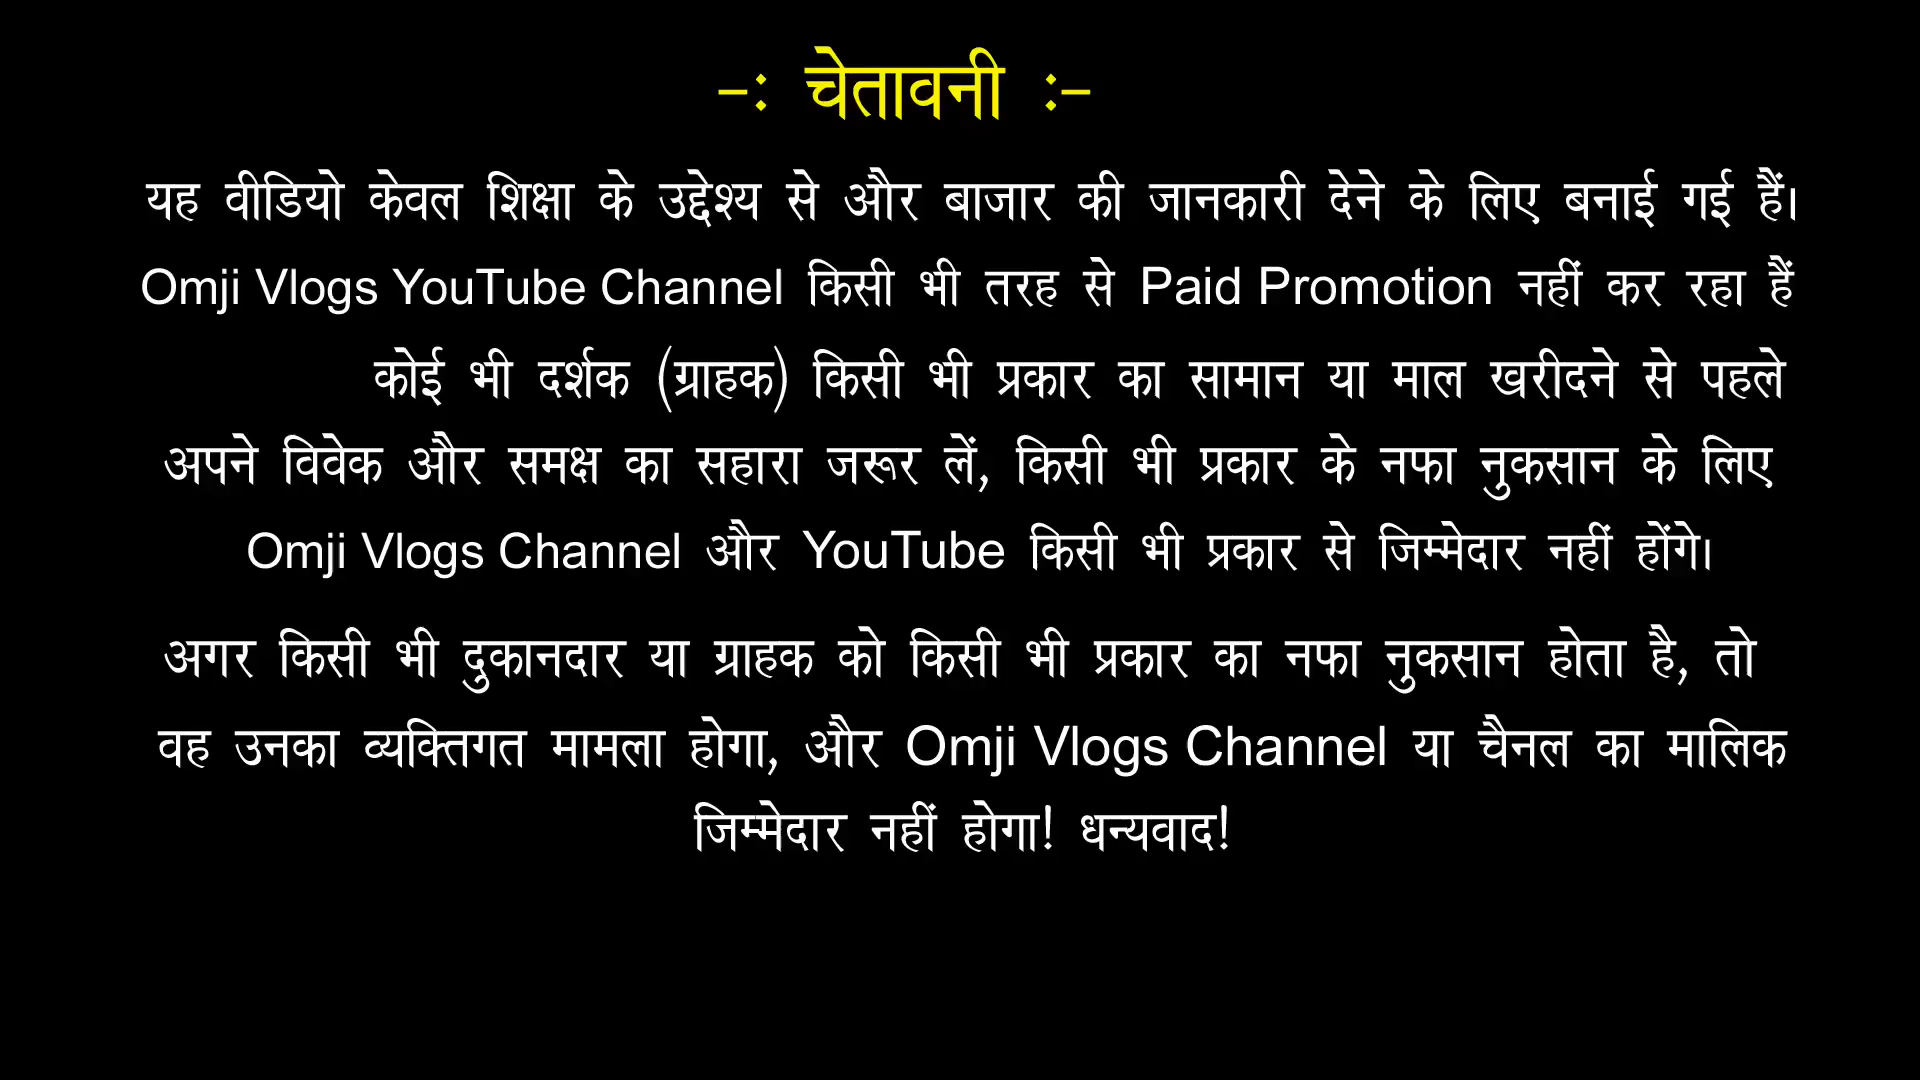 -: चेतावनी :-
यह वीडियो केवल शिक्षा के उद्देश्य से और बाजार की जानकारी देने के लिए बनाई गई हैं।
Omji Vlogs YouTube Channel किसी भी तरह से Paid Promotion नहीं कर रहा हैं
कोई भी दर्शक (ग्राहक) किसी भी प्रकार का सामान या माल खरीदने से पहले
अपने विवेक और समक्ष का सहारा जरूर लें, किसी भी प्रकार के नफा नुकसान के लिए
Omji Vlogs Channel और YouTube किसी भी प्रकार से जिम्मेदार नहीं होंगे।
अगर किसी भी दुकानदार या ग्राहक को किसी भी प्रकार का नफा नुकसान होता है, तो
वह उनका व्यक्तिगत मामला होगा, और Omji Vlogs Channel या चैनल का मालिक
जिम्मेदार नहीं होगा! धन्यवाद!